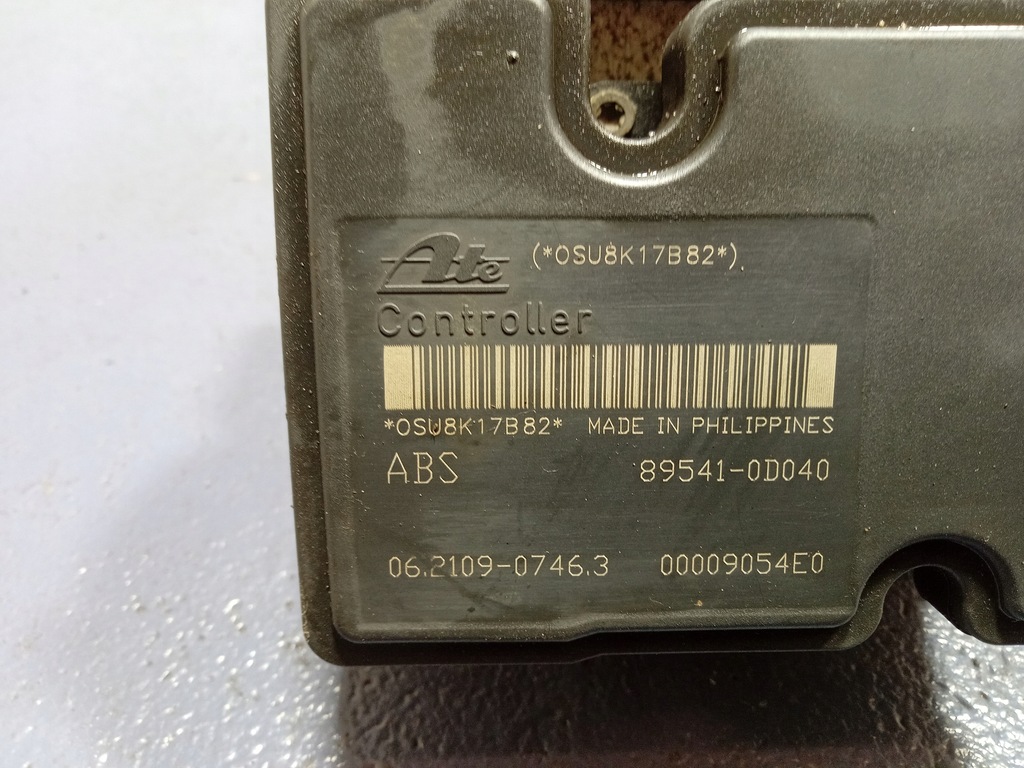 Ate (*OSU8K17B82*)
Controller
*OSU8K17B82* MADE IN PHILIPPINES
ABS 89541-0D040
06.2109-0746.3 00009054E0